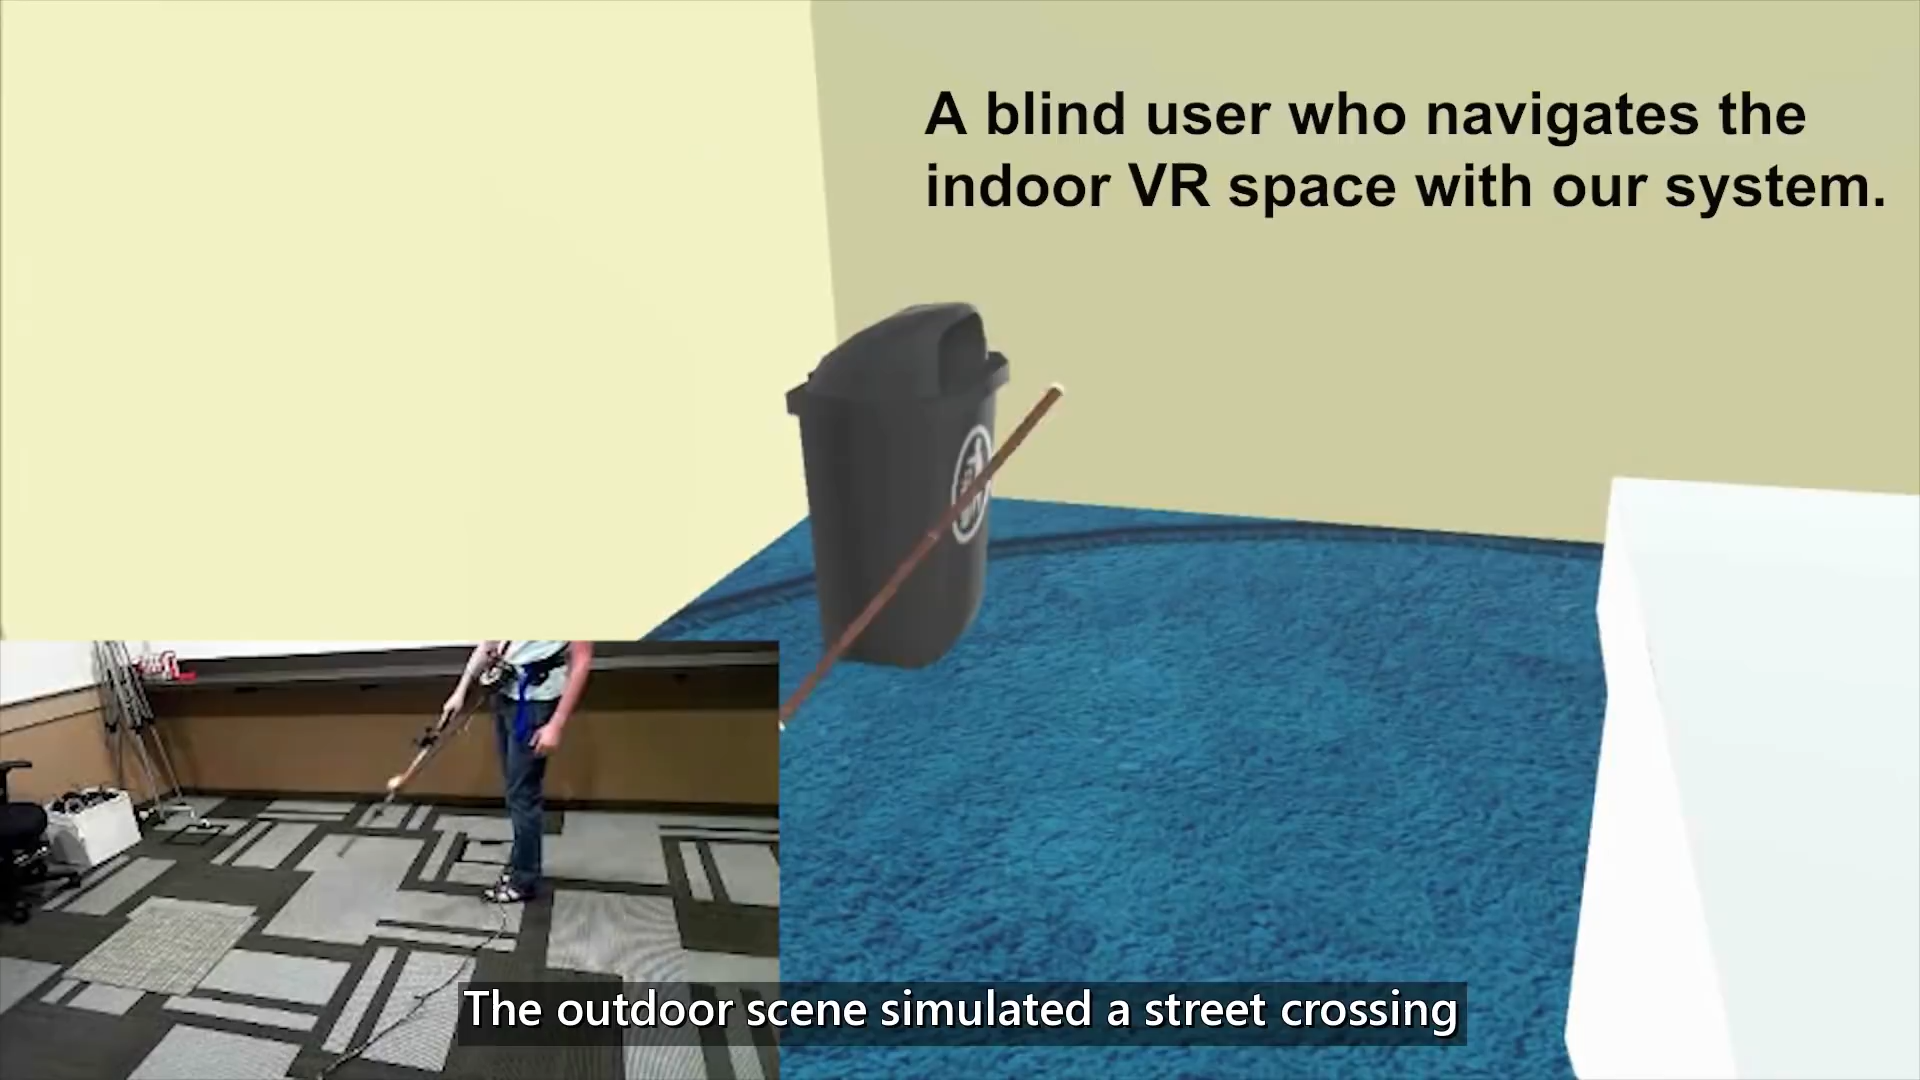 A blind user who navigates the
indoor VR space with our system.
The outdoor scene simulated a street crossing